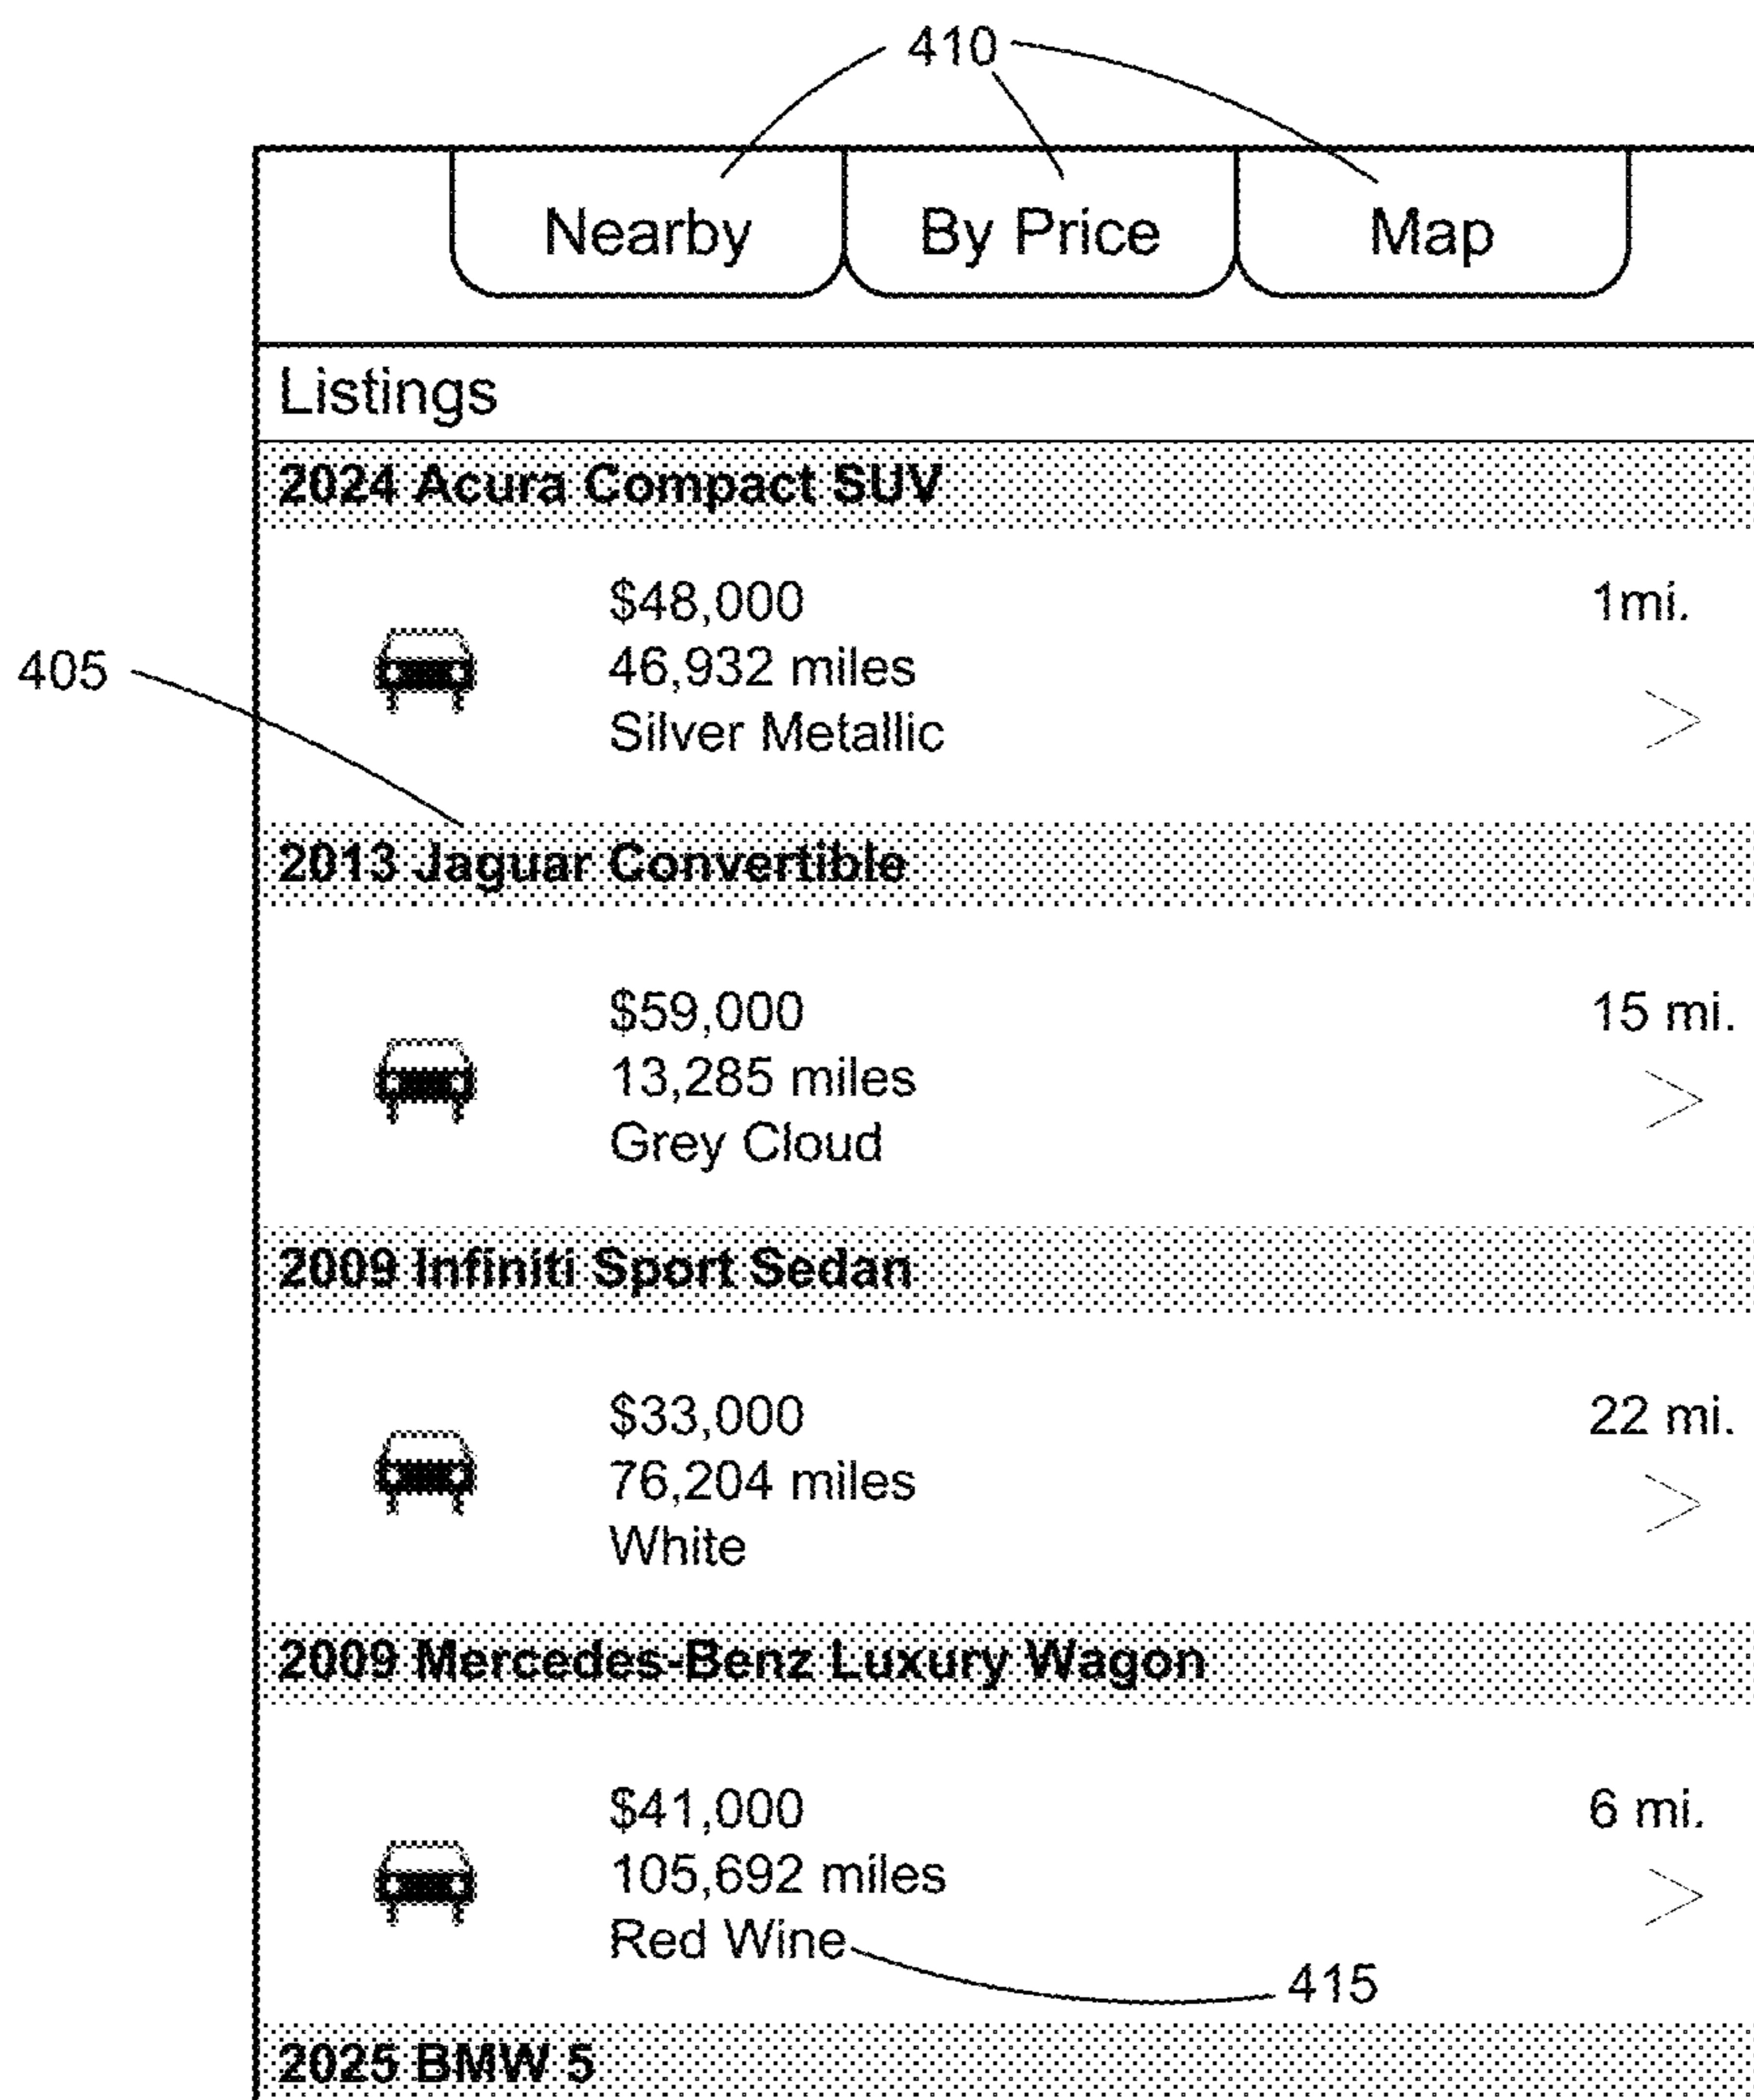 410
Nearby By Price Map
Listings
2024 Acura Compact SUV
$48,000 1mi.
46,932 miles
405
Silver Metallic >
2013 Jaguar Convertible
$59,000 15 mi.
13,285 miles
Grey Cloud >
2009 Infiniti Sport Sedan
$33,000 22 mi.
76,204 miles
White >
2009 Mercedes-Benz Luxury Wagon
$41,000 6 mi.
105,692 miles
Red Wine >
415
2025 BMW 5